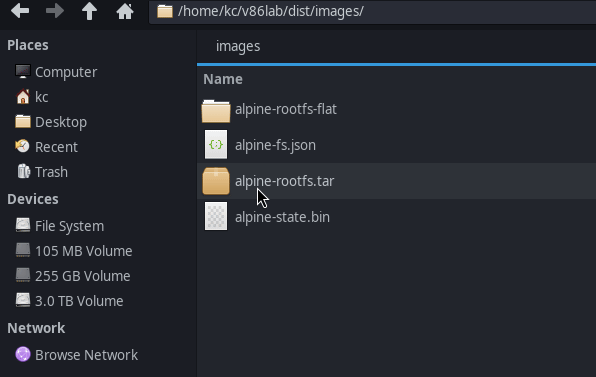 /home/kc/v86lab/dist/images/
Places
Computer
kc
Desktop
Recent
Trash
Devices
File System
105 MB Volume
255 GB Volume
3.0 TB Volume
Network
Browse Network
images
Name
alpine-rootfs-flat
alpine-fs.json
alpine-rootfs.tar
alpine-state.bin